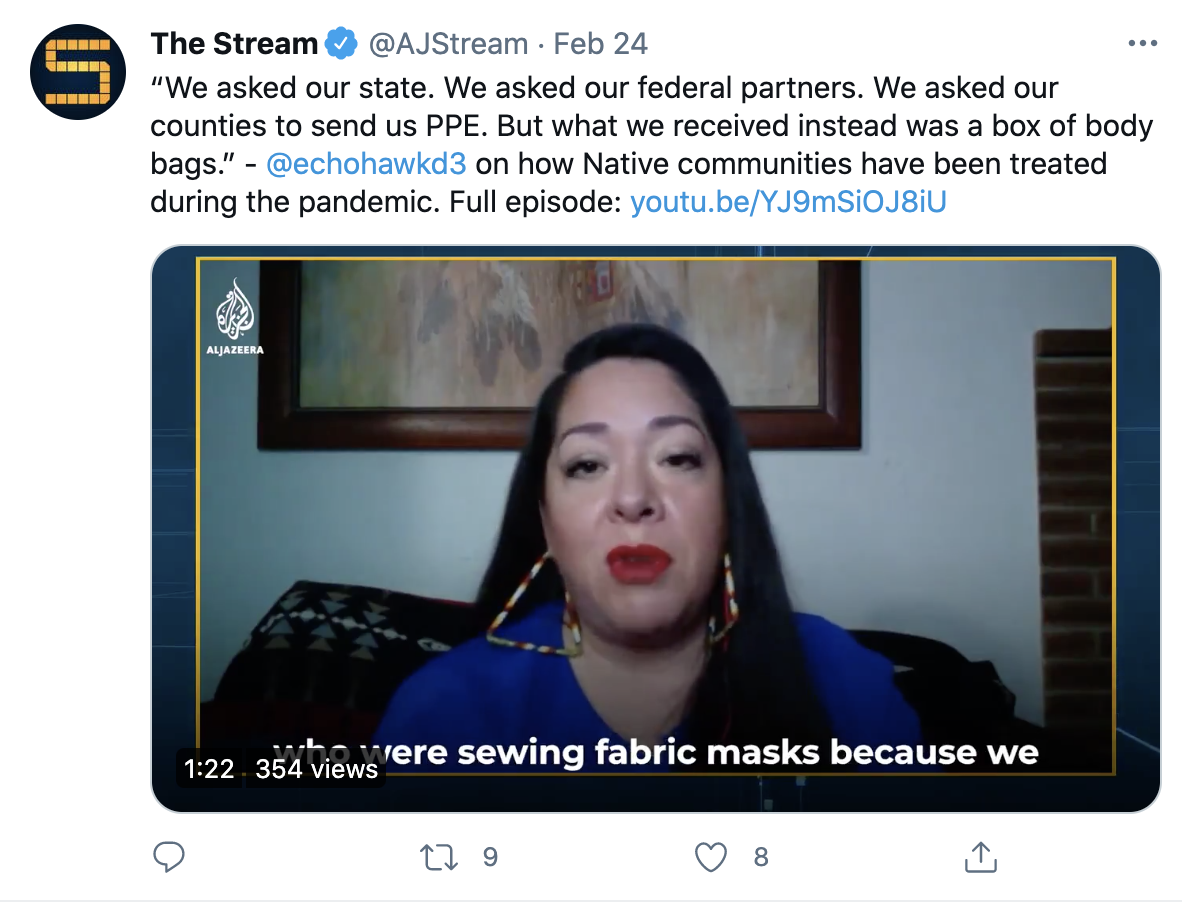 The Stream @AJStream · Feb 24
“We asked our state. We asked our federal partners. We asked our
counties to send us PPE. But what we received instead was a box of body
bags.” - @echohawkd3 on how Native communities have been treated
during the pandemic. Full episode: youtu.be/YJ9mSiOJ8iU
الجزيرة
ALJAZEERA
who were sewing fabric masks because we
1:22 354 views
9 8